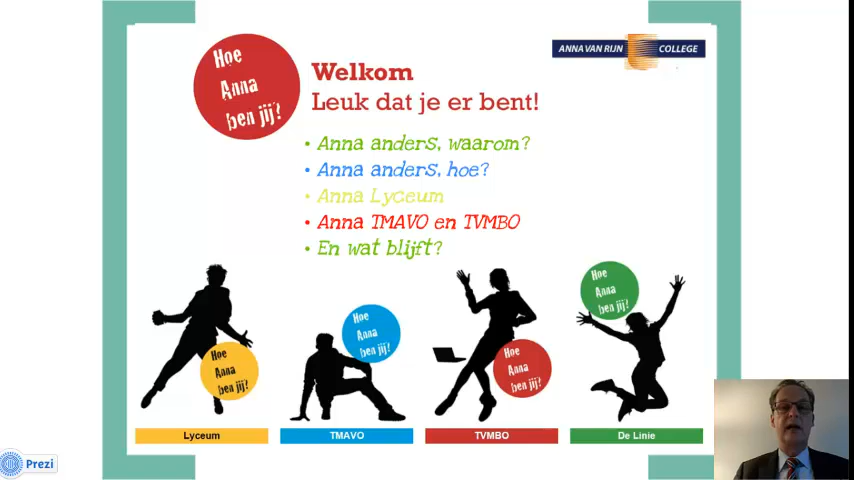 Hoe
Anna
ben jij?
ANNA VAN RIJN COLLEGE
Welkom
Leuk dat je er bent!
• Anna anders, waarom?
• Anna anders, hoe?
• Anna Lyceum
• Anna TMAVO en TVMBO
• En wat blijft?
Hoe
Anna
ben jij?
Hoe
Anna
ben jij?
Hoe
Anna
ben jij?
Hoe
Anna
ben jij?
Lyceum
TMAVO
TVMBO
De Linie
Prezi